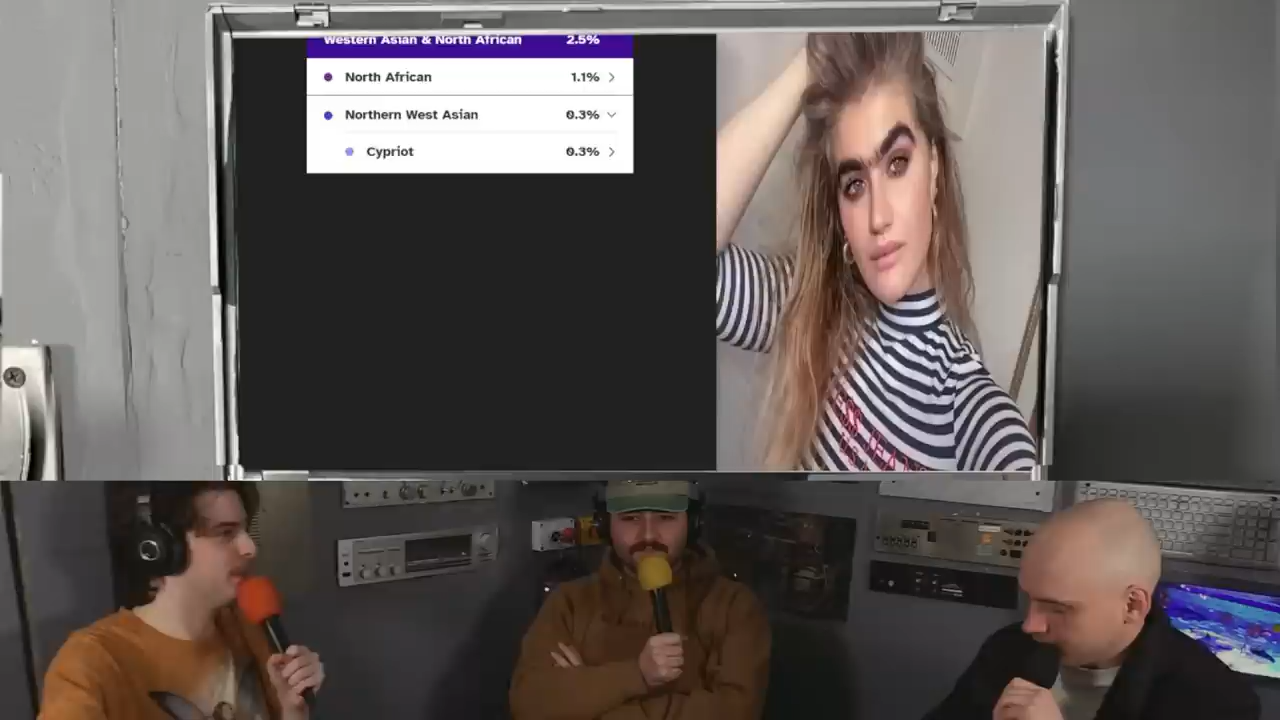 Western Asian & North African 2.5%
North African 1.1%
Northern West Asian 0.3%
Cypriot 0.3%